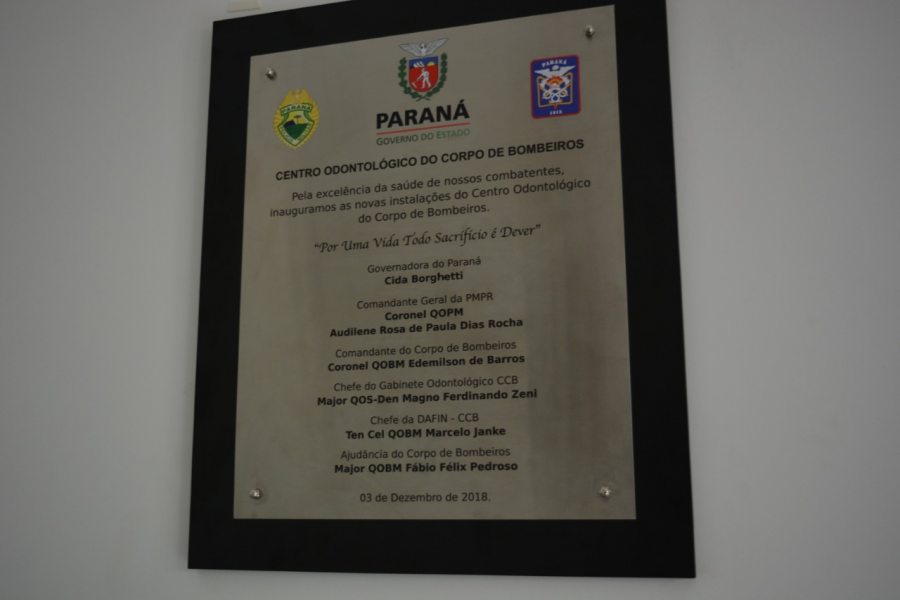 PARANÁ
PARANÁ
1912
PARANÁ
GOVERNO DO ESTADO
CENTRO ODONTOLÓGICO DO CORPO DE BOMBEIROS
Pela excelência da saúde de nossos combatentes,
inauguramos as novas instalações do Centro Odontológico
do Corpo de Bombeiros.
"Por Uma Vida Todo Sacrifício é Dever"
Governadora do Paraná
Cida Borghetti
Comandante Geral da PMPR
Coronel QOPM
Audilene Rosa de Paula Dias Rocha
Comandante do Corpo de Bombeiros
Coronel QOBM Edemilson de Barros
Chefe do Gabinete Odontológico CCB
Major QOS-Den Magno Ferdinando Zeni
Chefe da DAFIN - CCB
Ten Cel QOBM Marcelo Janke
Ajudância do Corpo de Bombeiros
Major QOBM Fábio Félix Pedroso
03 de Dezembro de 2018.